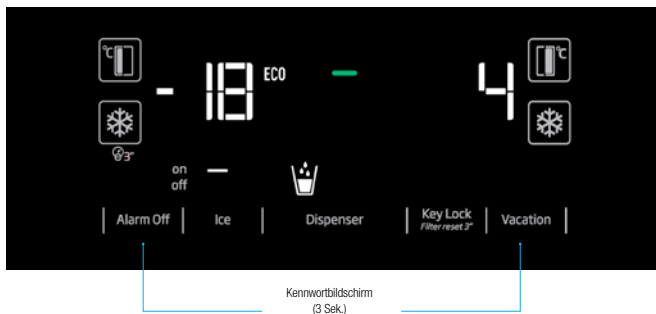 °C
°C
-18 ECO
4
3"
on
off
Alarm Off Ice Dispenser Key Lock Vacation
Filter reset 3"
Kennwortbildschirm
(3 Sek.)